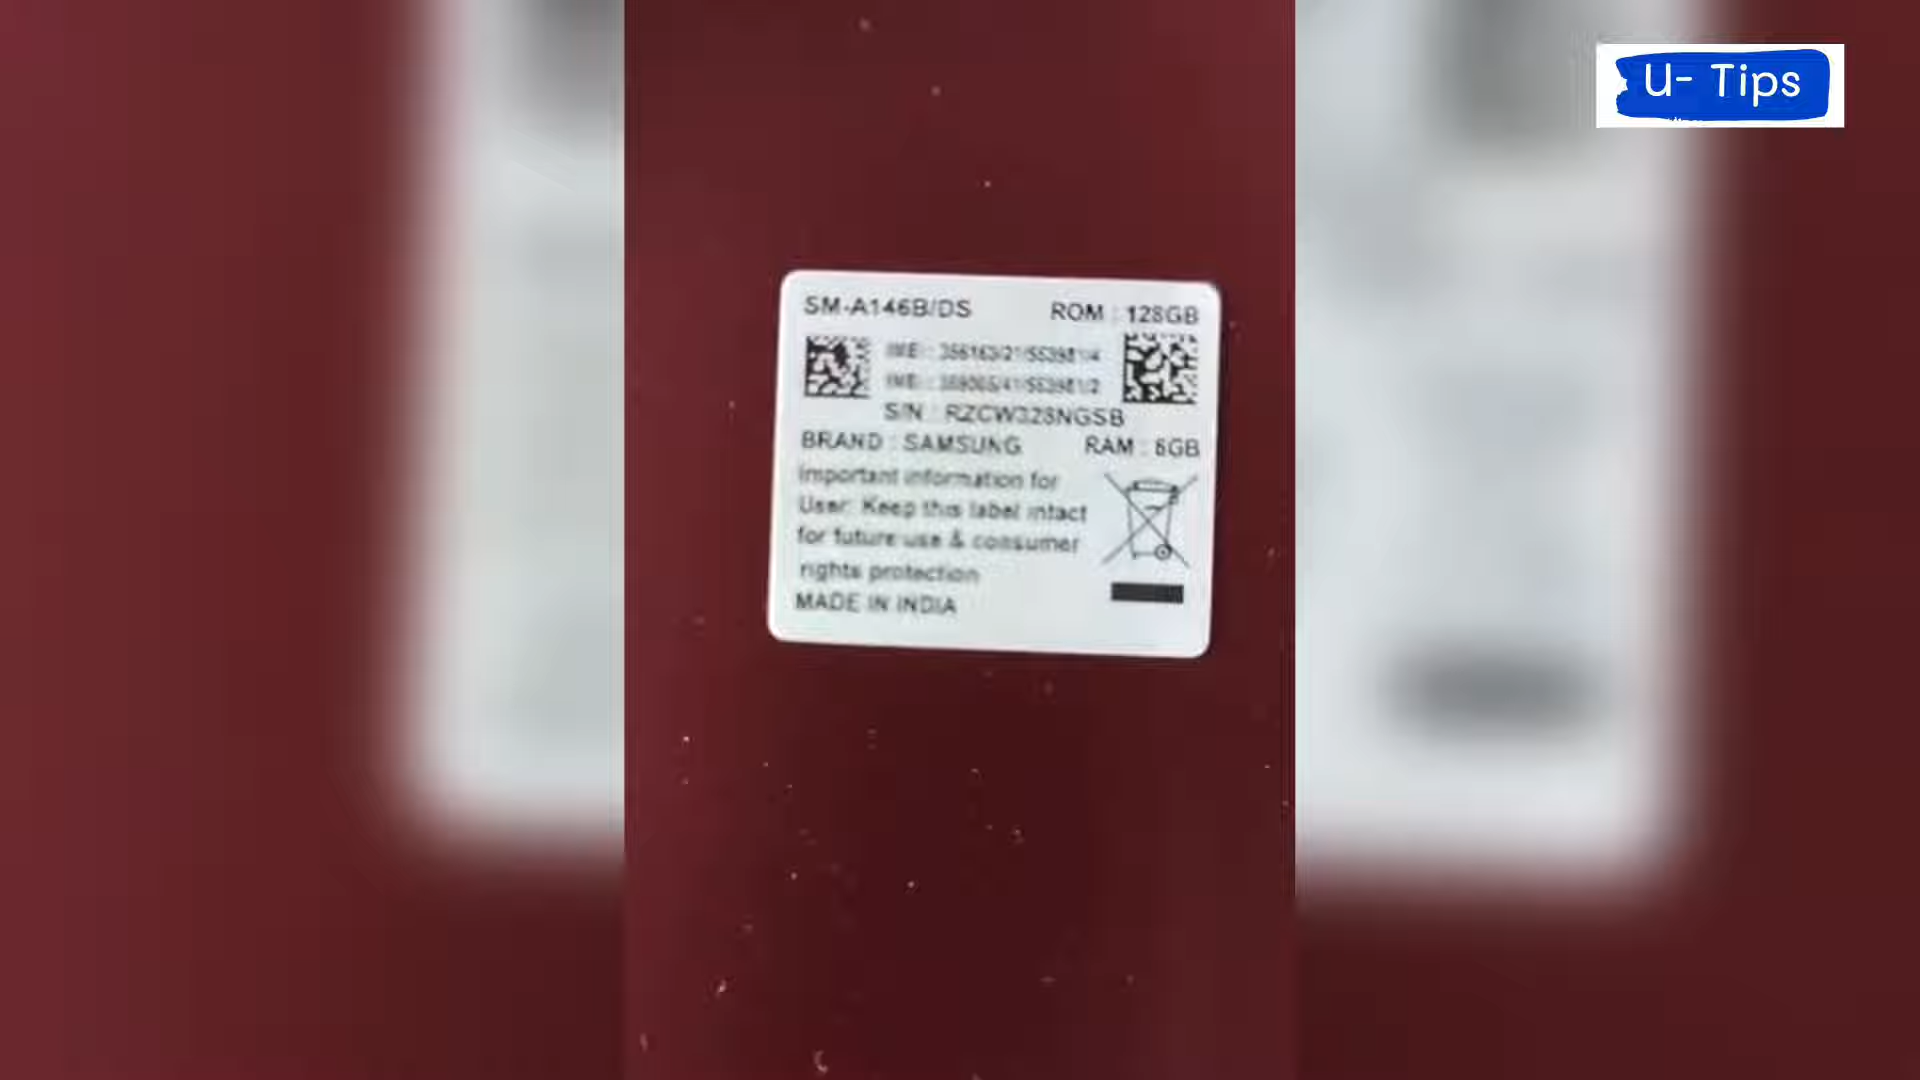 U- Tips
SM-A146B/DS ROM : 128GB
S/N : RZCW328NGSB
BRAND : SAMSUNG RAM : 6GB
Important information for
User: Keep this label intact
for future use & consumer
rights protection
MADE IN INDIA